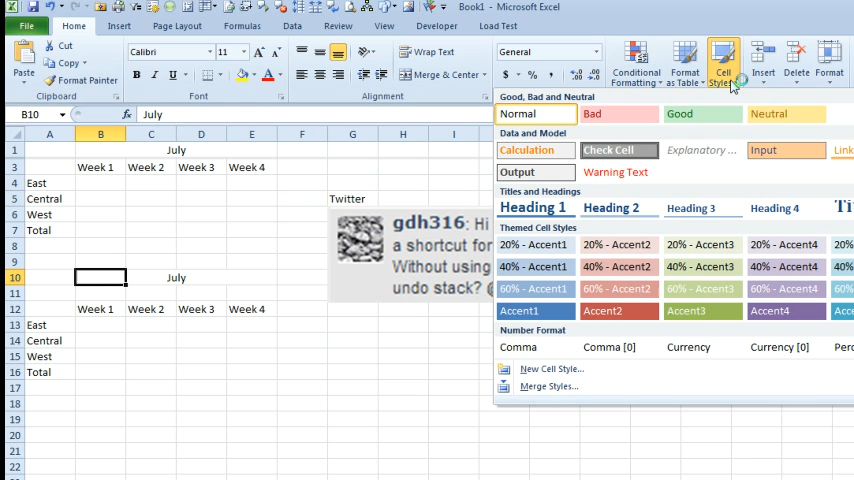 Book1 - Microsoft Excel
File Home Insert Page Layout Formulas Data Review View Developer Load Test
Cut
Copy
Format Painter
Paste
Clipboard
Calibri 11
B I U
Font
Wrap Text
Merge & Center
Alignment
General
$ % ,
Conditional Formatting
Format as Table
Cell Styles
Insert Delete Format
B10 fx July
A B C D E F G H I
1 July
3 Week 1 Week 2 Week 3 Week 4
4 East
5 Central Twitter
6 West
7 Total
8
9
10 July
11
12 Week 1 Week 2 Week 3 Week 4
13 East
14 Central
15 West
16 Total
17
18
19
20
21
22
gdh316: Hi
a shortcut for
Without using
undo stack?
Good, Bad and Neutral
Normal Bad Good Neutral
Data and Model
Calculation Check Cell Explanatory ... Input Link
Output Warning Text
Titles and Headings
Heading 1 Heading 2 Heading 3 Heading 4 Ti
Themed Cell Styles
20% - Accent1 20% - Accent2 20% - Accent3 20% - Accent4 20%
40% - Accent1 40% - Accent2 40% - Accent3 40% - Accent4 40%
60% - Accent1 60% - Accent2 60% - Accent3 60% - Accent4 60%
Accent1 Accent2 Accent3 Accent4 Acce
Number Format
Comma Comma [0] Currency Currency [0] Perc
New Cell Style...
Merge Styles...